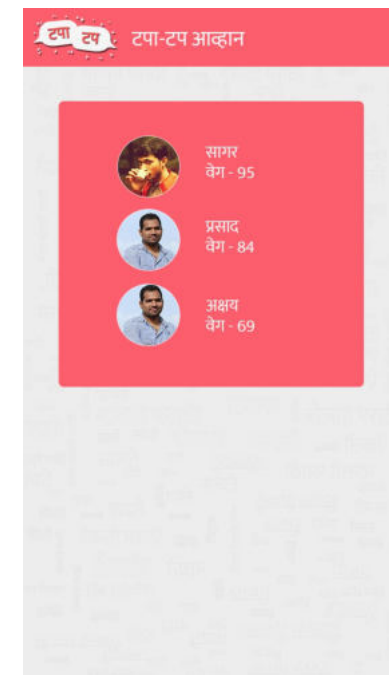 टपा टप
टपा-टप आव्हान
सागर
वेग - 95
प्रसाद
वेग - 84
अक्षय
वेग - 69